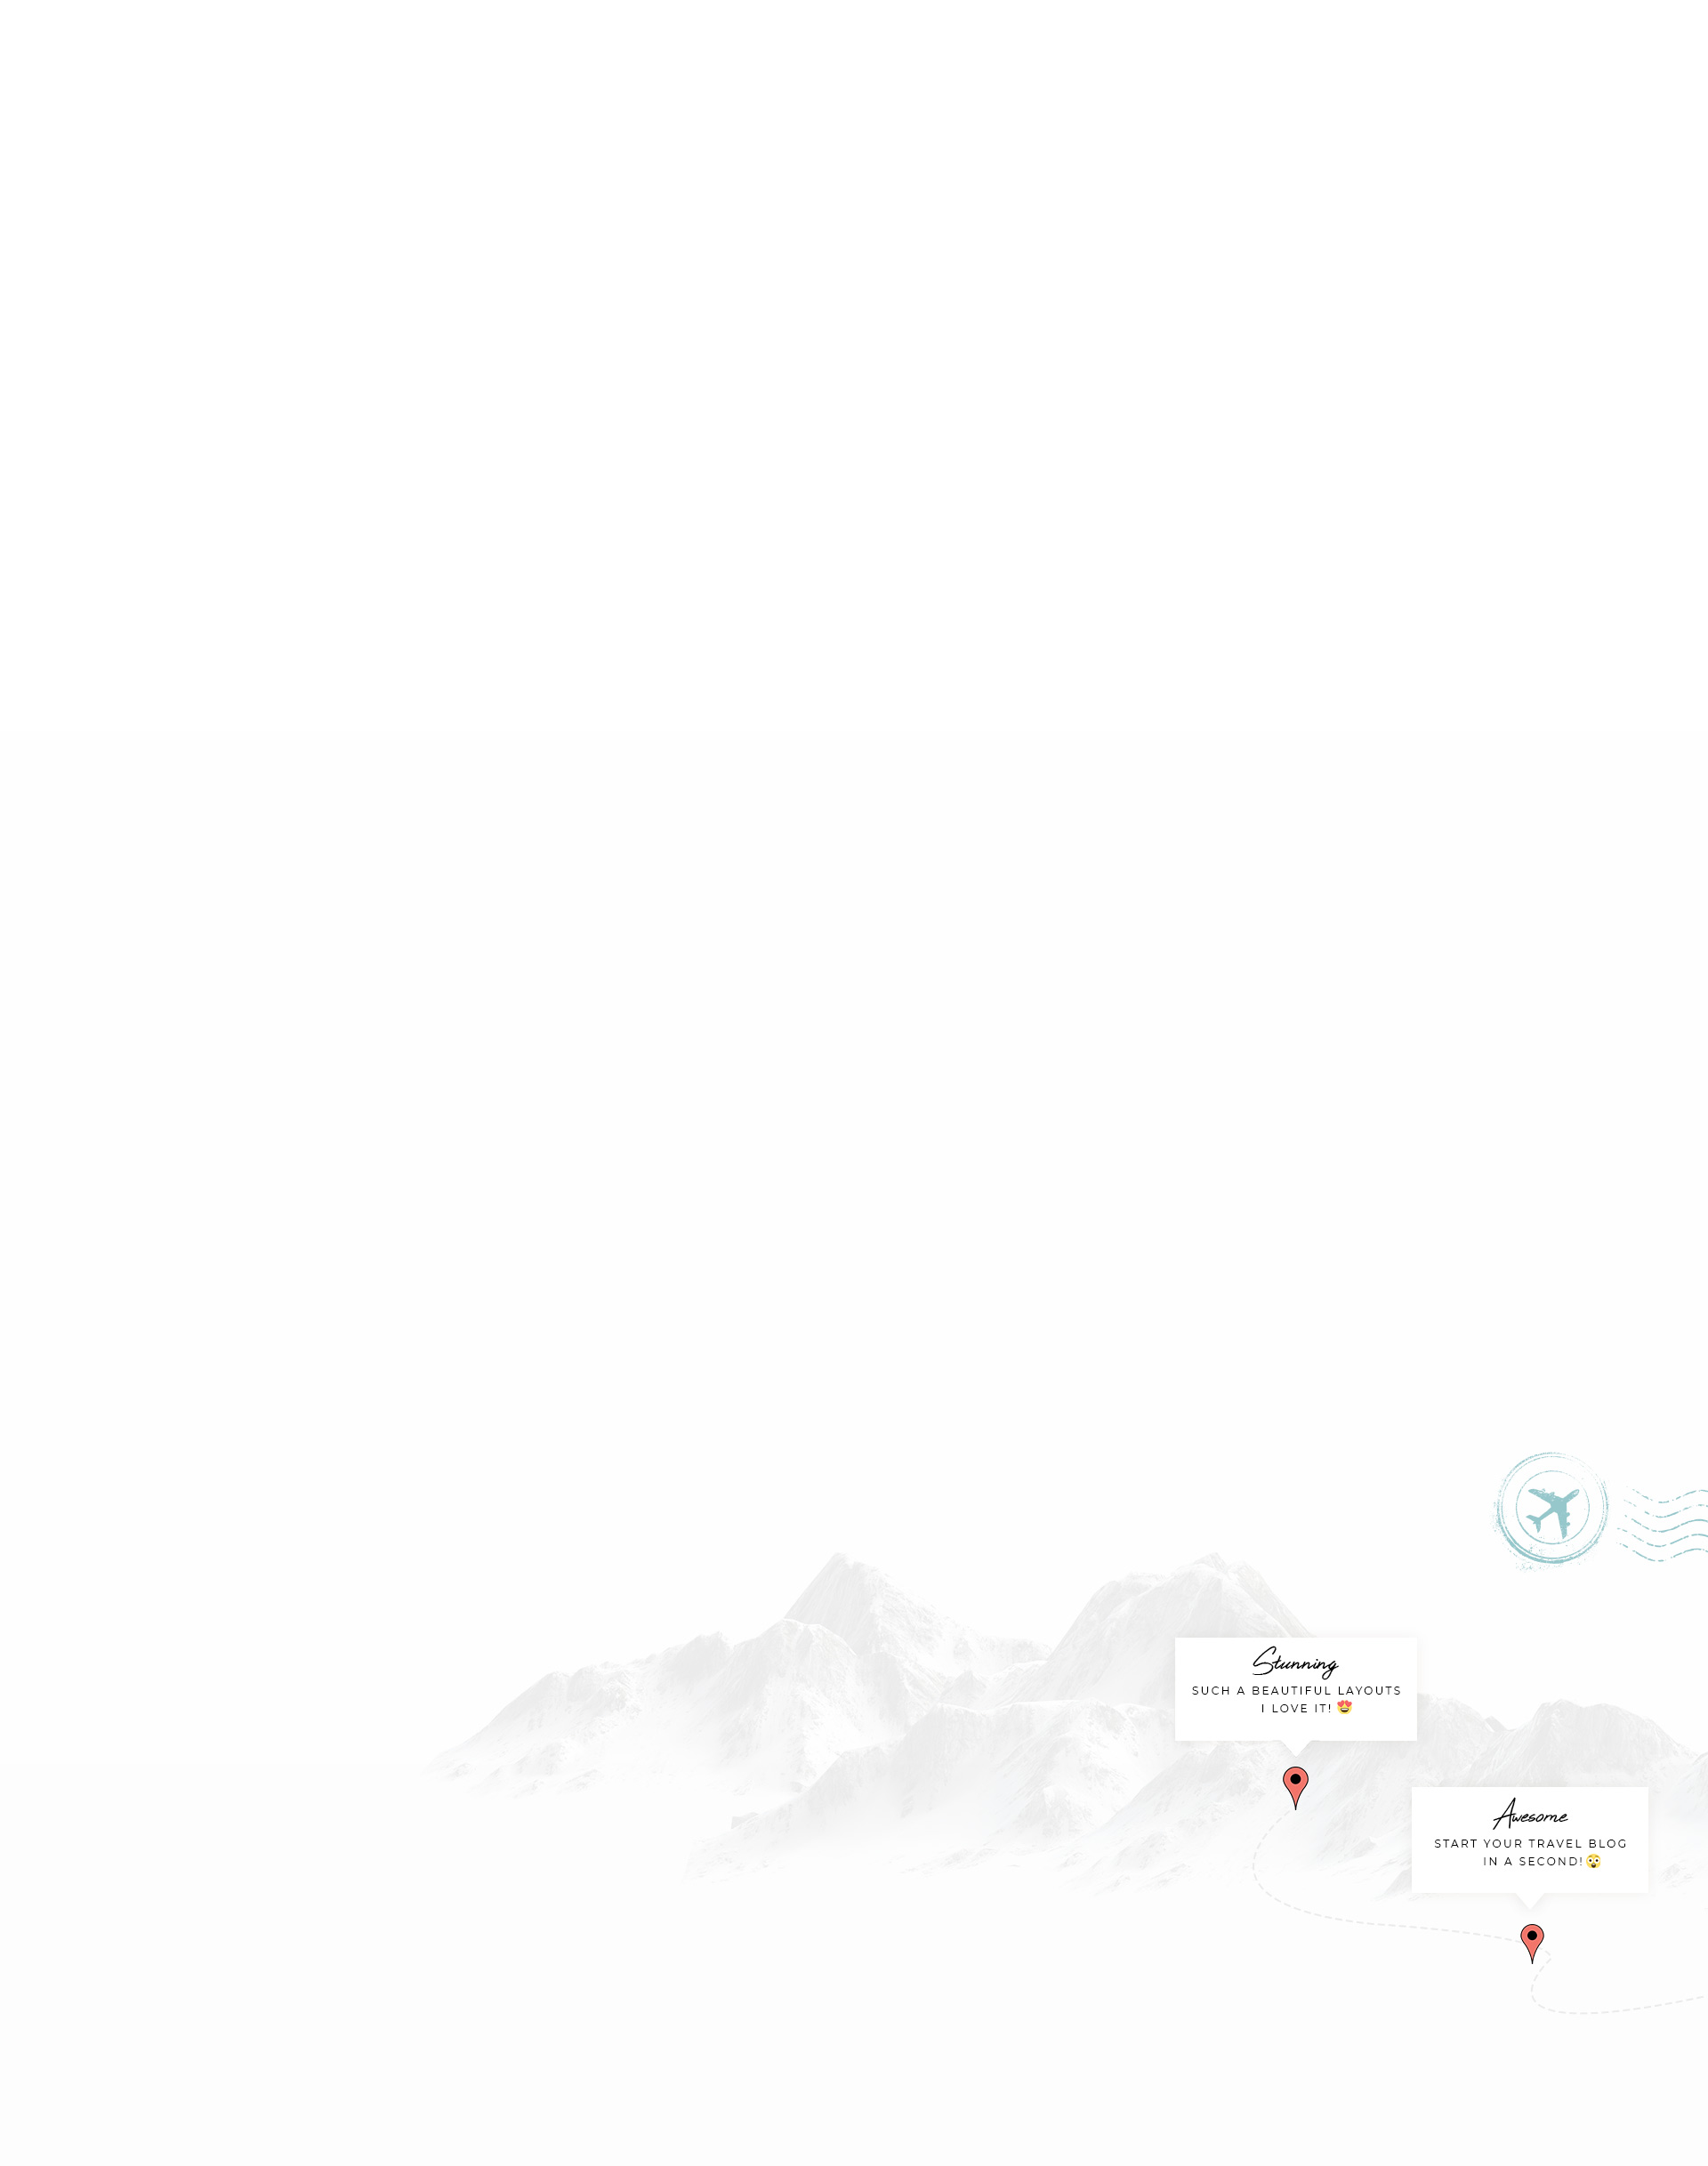 Stunning
SUCH A BEAUTIFUL LAYOUTS
I LOVE IT! 😍
Awesome
START YOUR TRAVEL BLOG
IN A SECOND! 😲